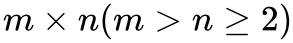 m × n(m > n ≥ 2)